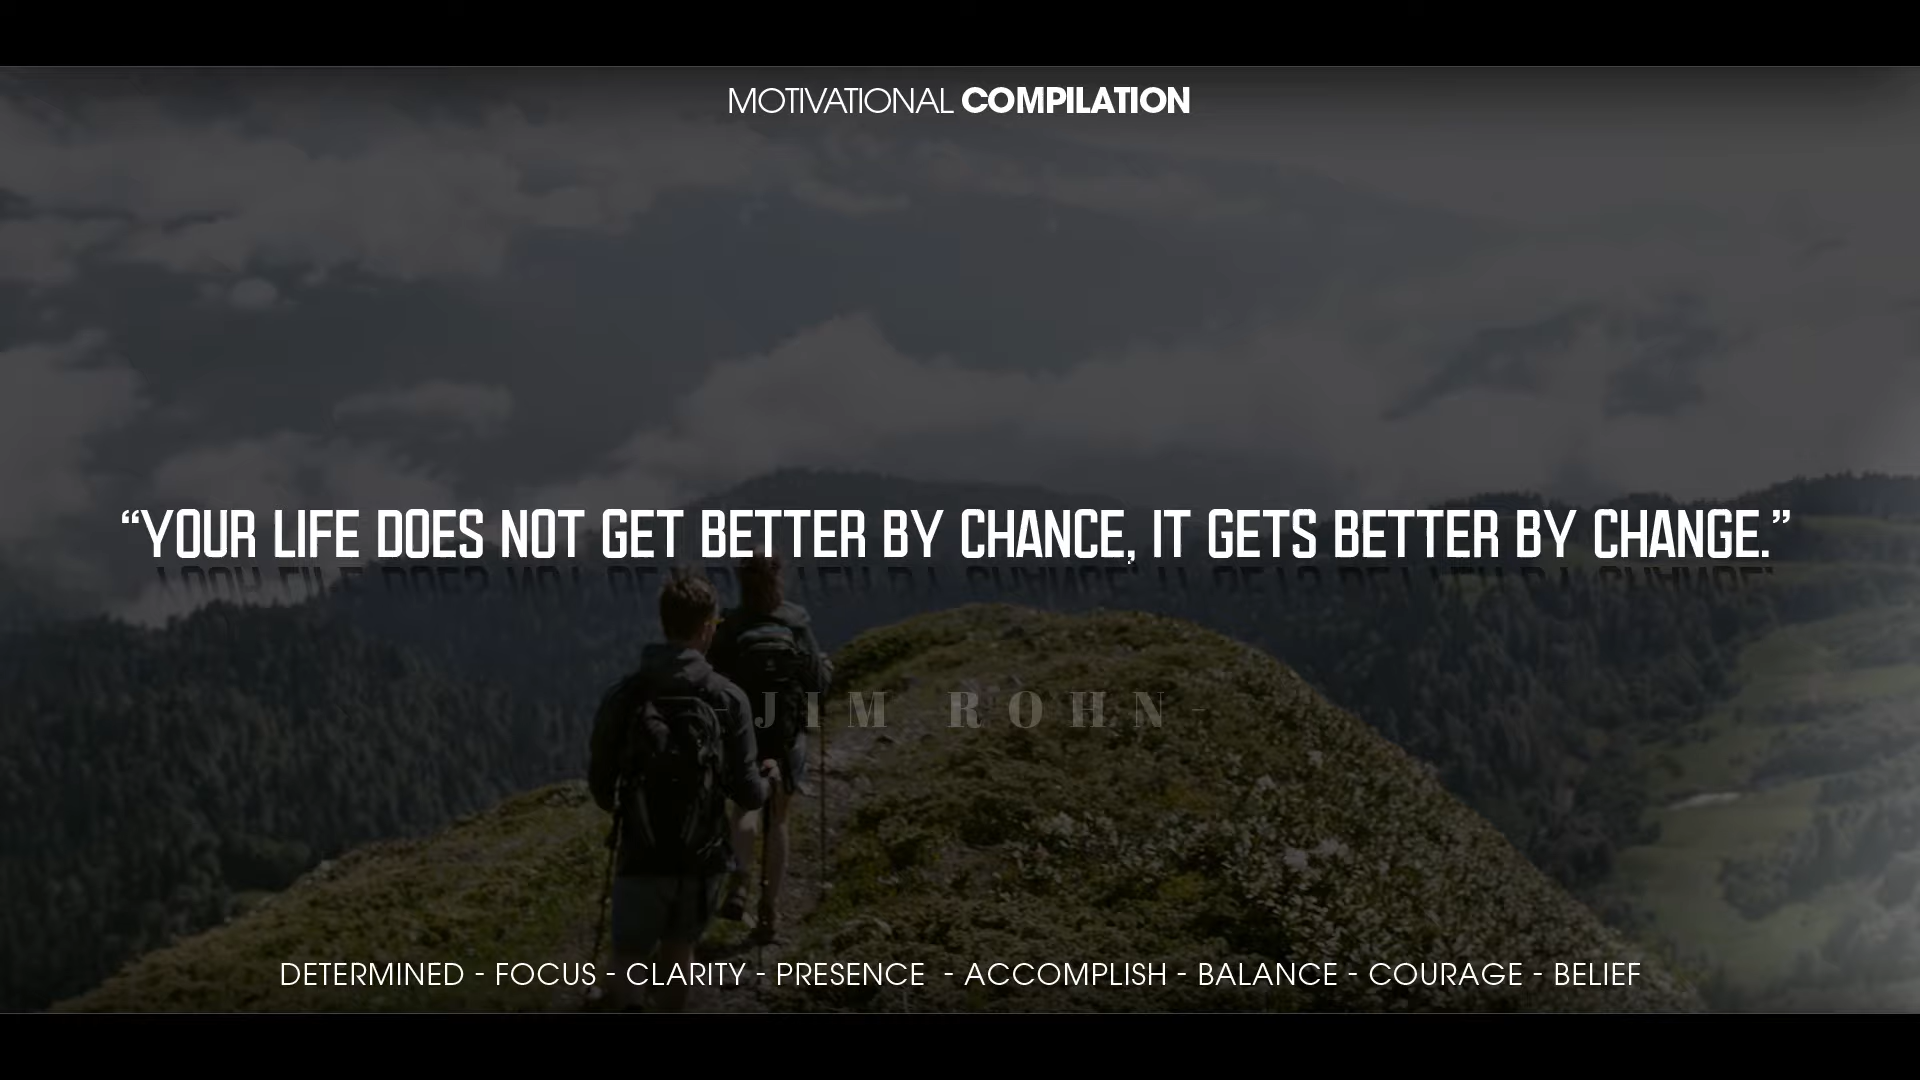 MOTIVATIONAL COMPILATION
“YOUR LIFE DOES NOT GET BETTER BY CHANCE, IT GETS BETTER BY CHANGE.”
-JIM ROHN-
DETERMINED - FOCUS - CLARITY - PRESENCE - ACCOMPLISH - BALANCE - COURAGE - BELIEF